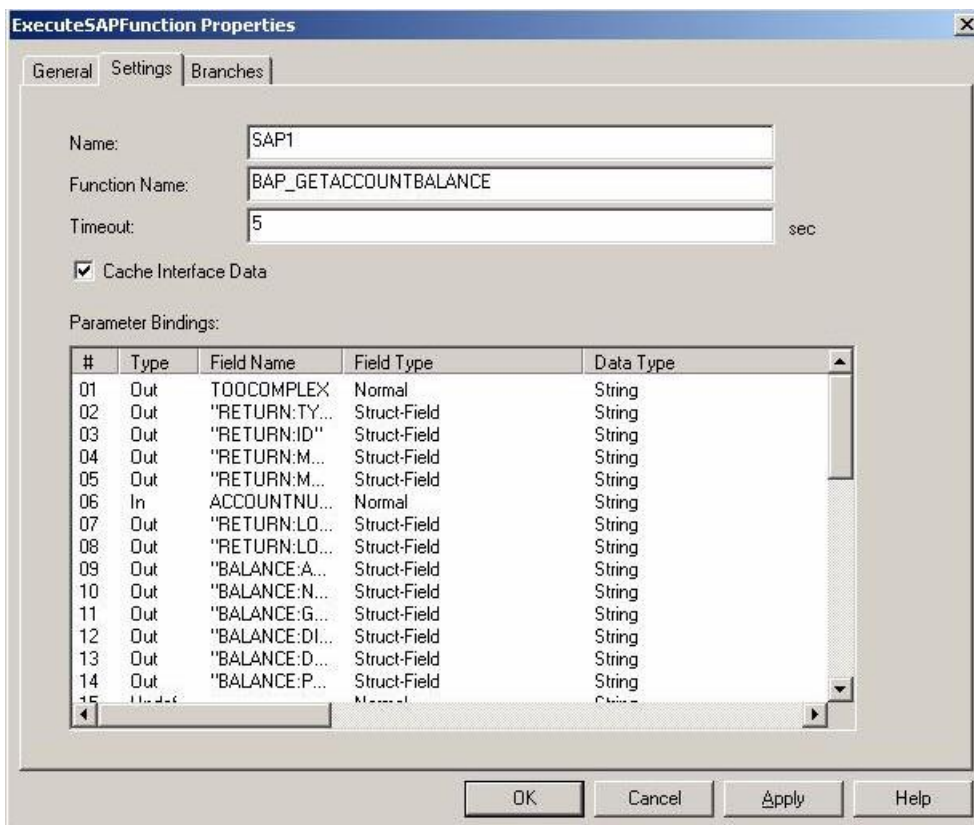 ExecuteSAPFunction Properties
General Settings Branches
Name: SAP1
Function Name: BAP_GETACCOUNTBALANCE
Timeout: 5 sec
Cache Interface Data
Parameter Bindings:
# Type Field Name Field Type Data Type
01 Out TOOCOMPLEX Normal String
02 Out "RETURN:TY... Struct-Field String
03 Out "RETURN:ID" Struct-Field String
04 Out "RETURN:M... Struct-Field String
05 Out "RETURN:M... Struct-Field String
06 In ACCOUNTNU... Normal String
07 Out "RETURN:LO... Struct-Field String
08 Out "RETURN:LO... Struct-Field String
09 Out "BALANCE:A... Struct-Field String
10 Out "BALANCE:N... Struct-Field String
11 Out "BALANCE:G... Struct-Field String
12 Out "BALANCE:DI... Struct-Field String
13 Out "BALANCE:D... Struct-Field String
14 Out "BALANCE:P... Struct-Field String
OK Cancel Apply Help